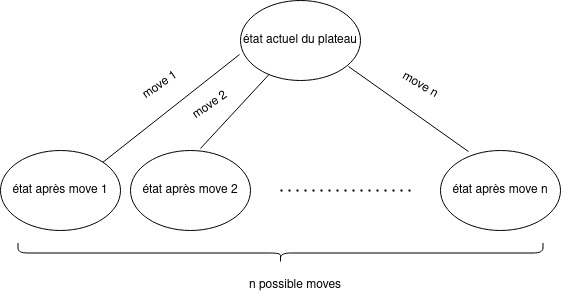 état actuel du plateau
move 1
move 2
move n
état après move 1
état après move 2
état après move n
n possible moves